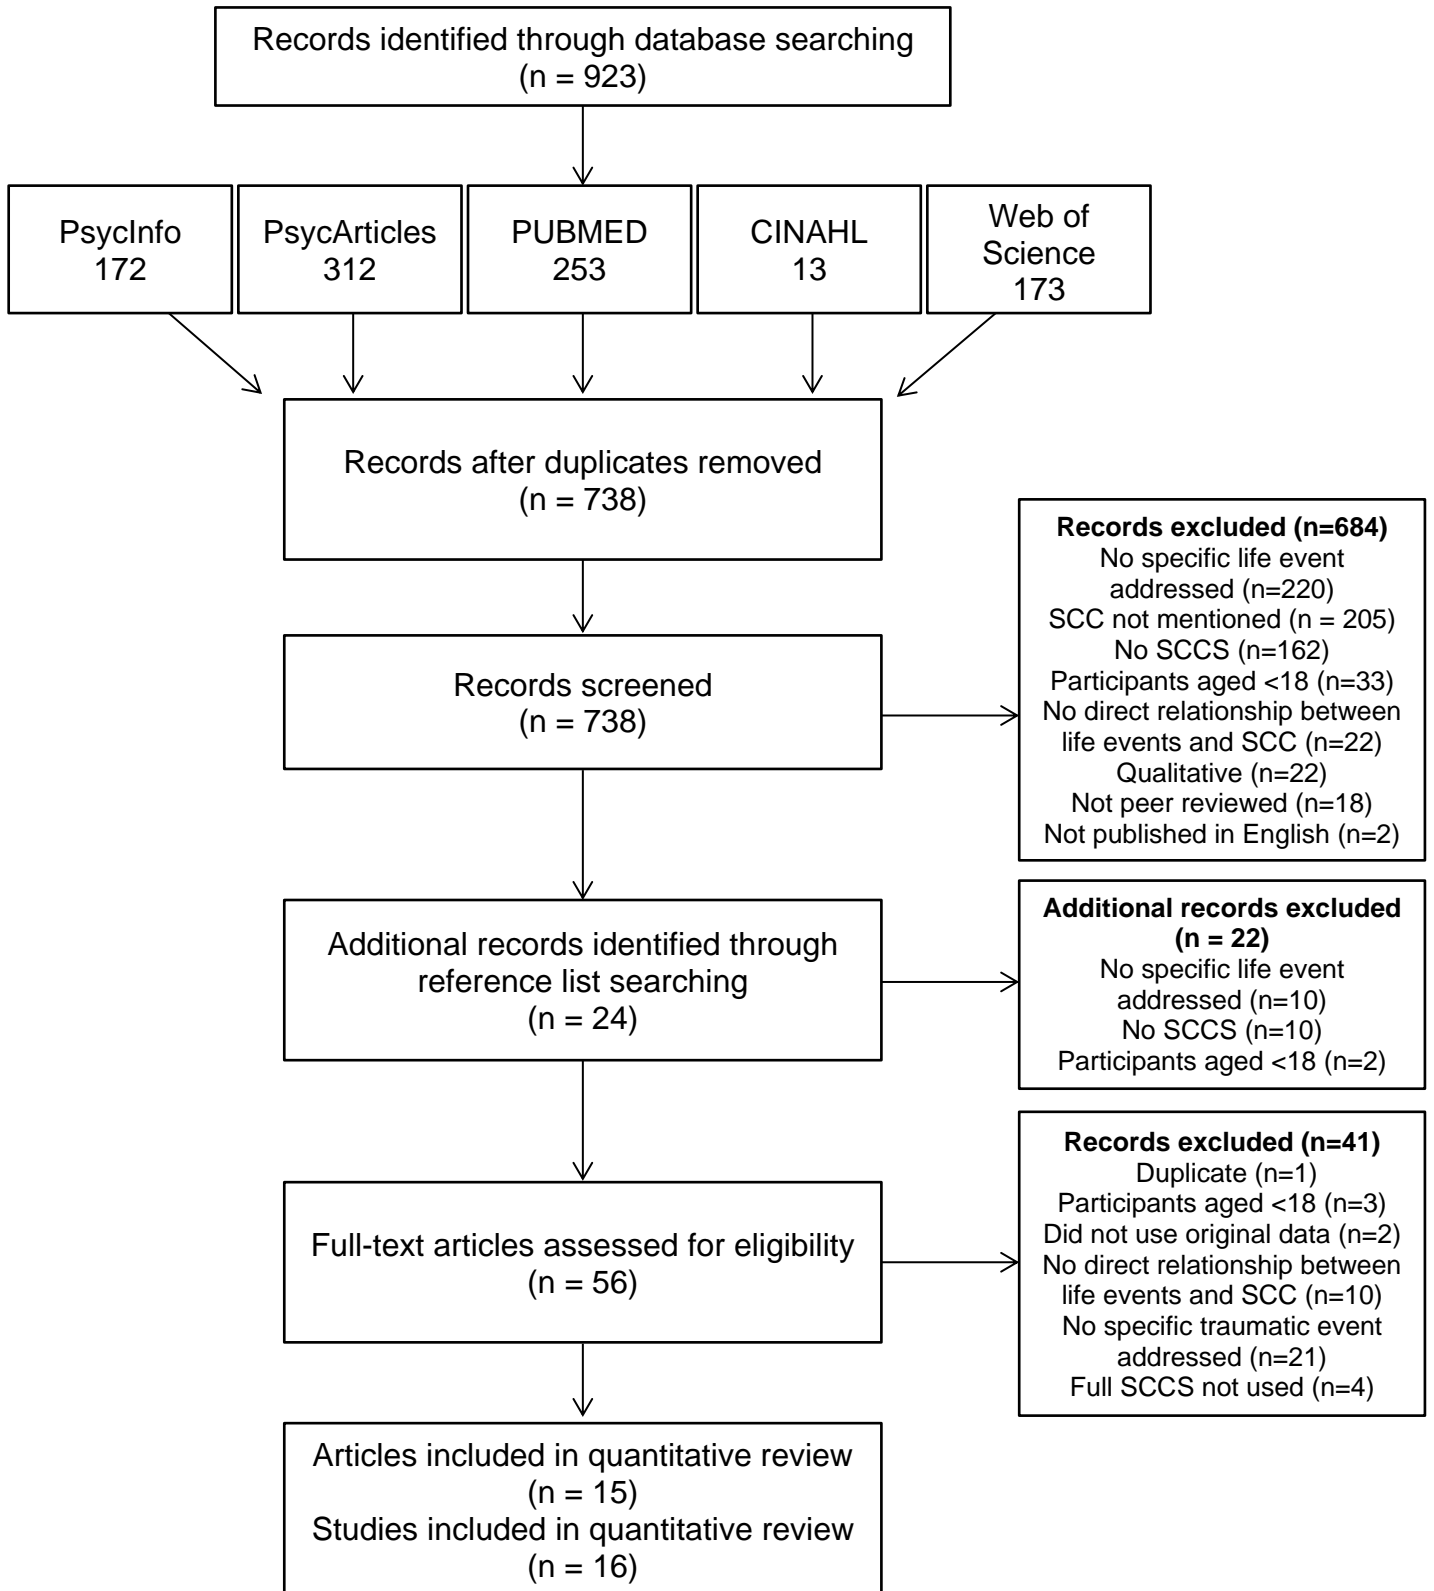 Records identified through database searching
(n = 923)
PsycInfo
172
PsycArticles
312
PUBMED
253
CINAHL
13
Web of
Science
173
Records after duplicates removed
(n = 738)
Records screened
(n = 738)
Records excluded (n=684)
No specific life event
addressed (n=220)
SCC not mentioned (n = 205)
No SCCS (n=162)
Participants aged <18 (n=33)
No direct relationship between
life events and SCC (n=22)
Qualitative (n=22)
Not peer reviewed (n=18)
Not published in English (n=2)
Additional records identified through
reference list searching
(n = 24)
Additional records excluded
(n = 22)
No specific life event
addressed (n=10)
No SCCS (n=10)
Participants aged <18 (n=2)
Full-text articles assessed for eligibility
(n = 56)
Records excluded (n=41)
Duplicate (n=1)
Participants aged <18 (n=3)
Did not use original data (n=2)
No direct relationship between
life events and SCC (n=10)
No specific traumatic event
addressed (n=21)
Full SCCS not used (n=4)
Articles included in quantitative review
(n = 15)
Studies included in quantitative review
(n = 16)